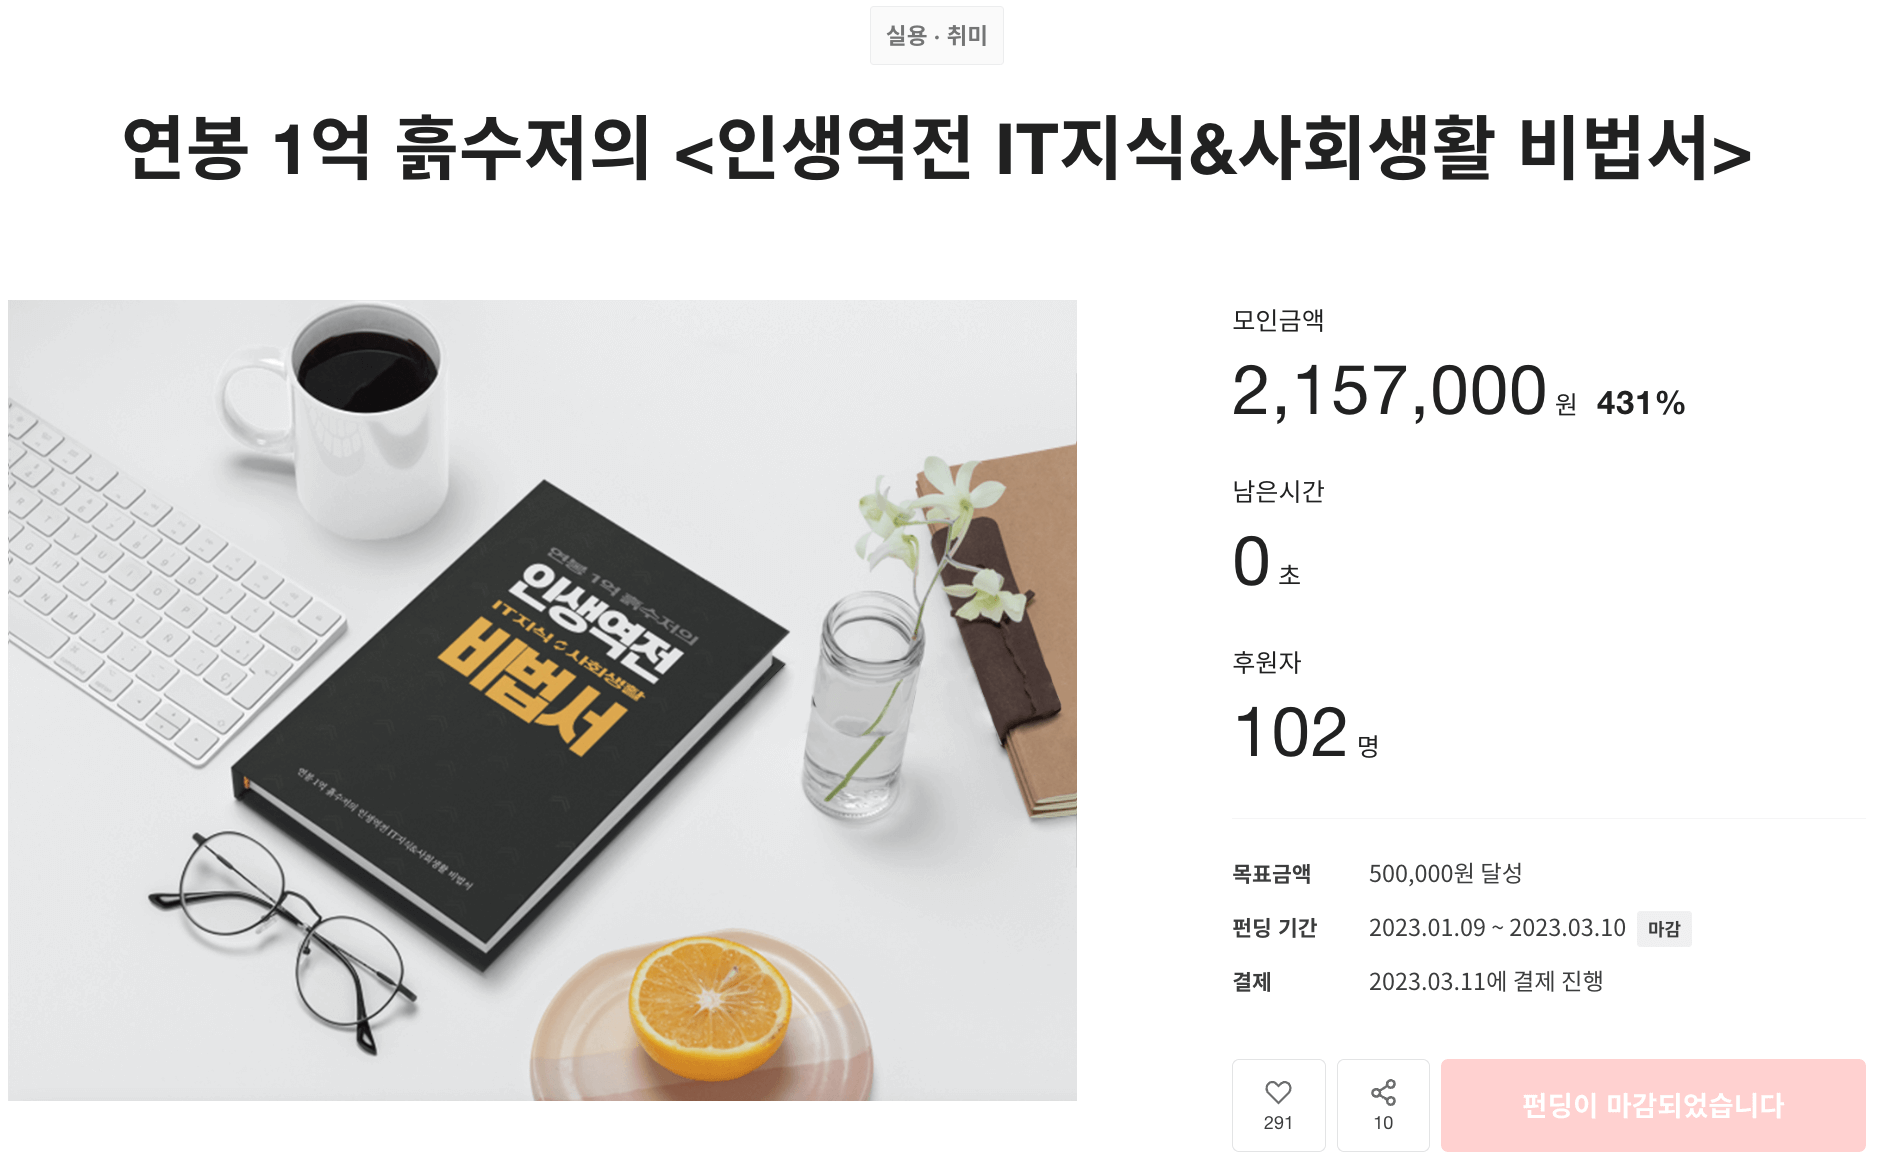 실용 · 취미
연봉 1억 흙수저의 <인생역전 IT지식&사회생활 비법서>
연봉 1억 흙수저의
인생역전
IT지식 & 사회생활
비법서
연봉 1억 흙수저의 인생역전 IT지식&사회생활 비법서
모인금액
2,157,000 원 431%
남은시간
0 초
후원자
102 명
목표금액 500,000원 달성
펀딩 기간 2023.01.09 ~ 2023.03.10 마감
결제 2023.03.11에 결제 진행
291
10
펀딩이 마감되었습니다